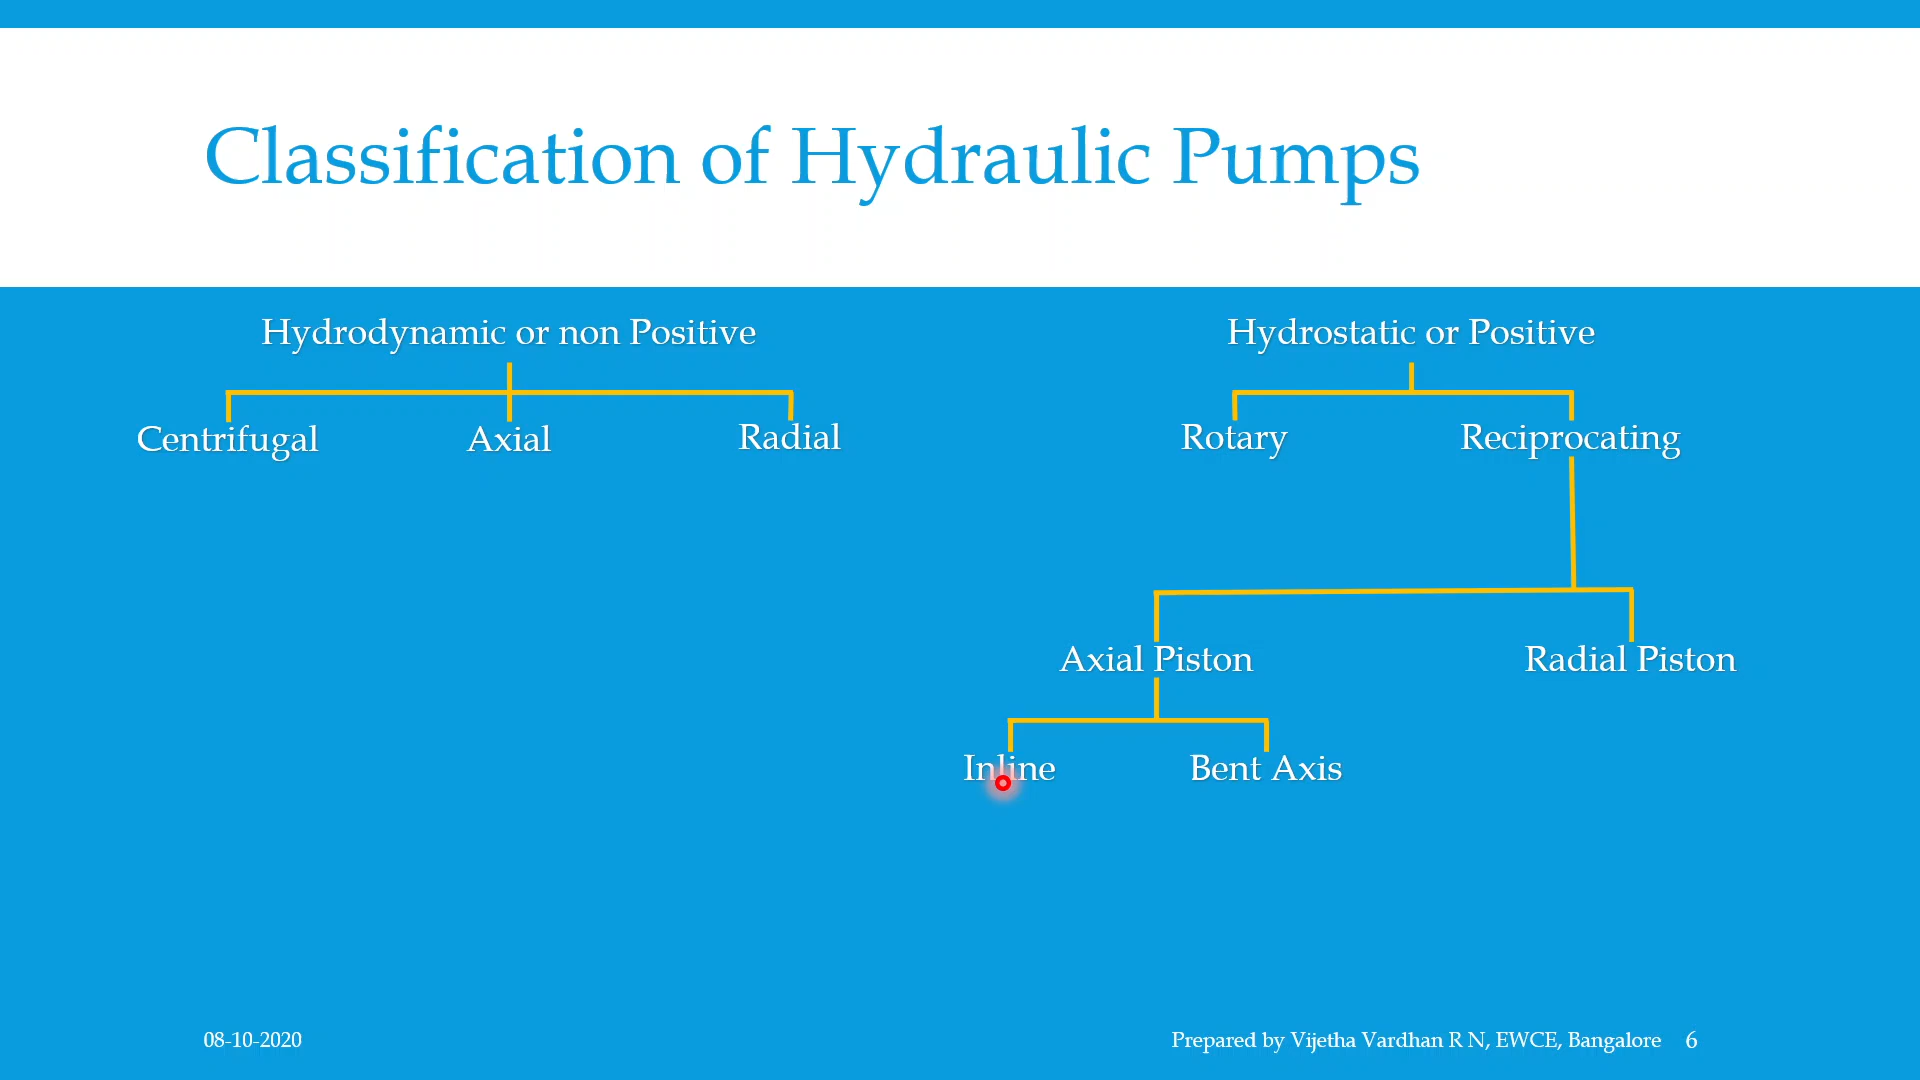 Classification of Hydraulic Pumps
Hydrodynamic or non Positive
Hydrostatic or Positive
Centrifugal
Axial
Radial
Rotary
Reciprocating
Axial Piston
Radial Piston
Inline
Bent Axis
08-10-2020
Prepared by Vijetha Vardhan R N, EWCE, Bangalore
6